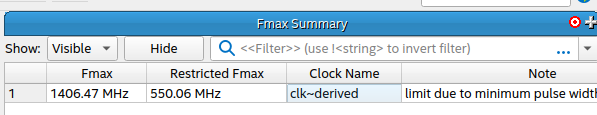 Fmax Summary
Show: Visible Hide <<Filter>> (use !<string> to invert filter) ...
Fmax Restricted Fmax Clock Name Note
1 1406.47 MHz 550.06 MHz clk~derived limit due to minimum pulse width